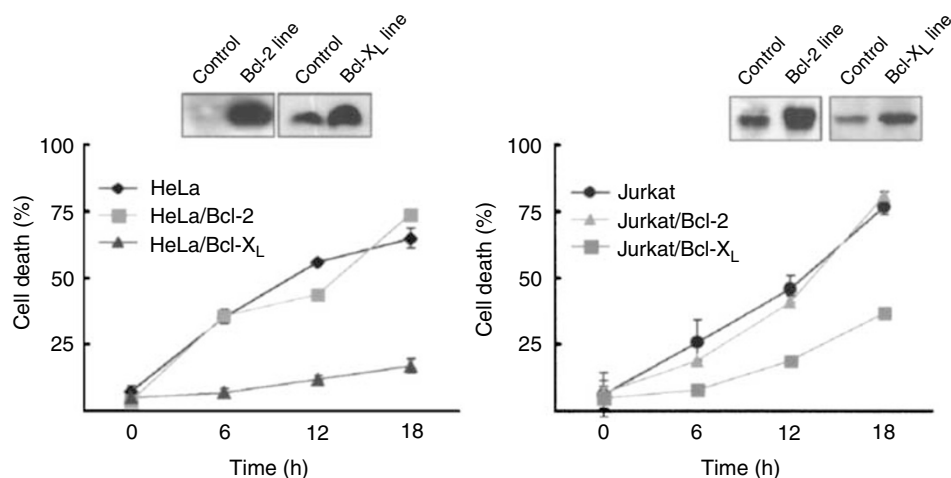 Control Bcl-2 line Control Bcl-XL line
100
75
50
25
Cell death (%)
HeLa
HeLa/Bcl-2
HeLa/Bcl-XL
0 6 12 18
Time (h)
Control Bcl-2 line Control Bcl-XL line
100
75
50
25
Cell death (%)
Jurkat
Jurkat/Bcl-2
Jurkat/Bcl-XL
0 6 12 18
Time (h)